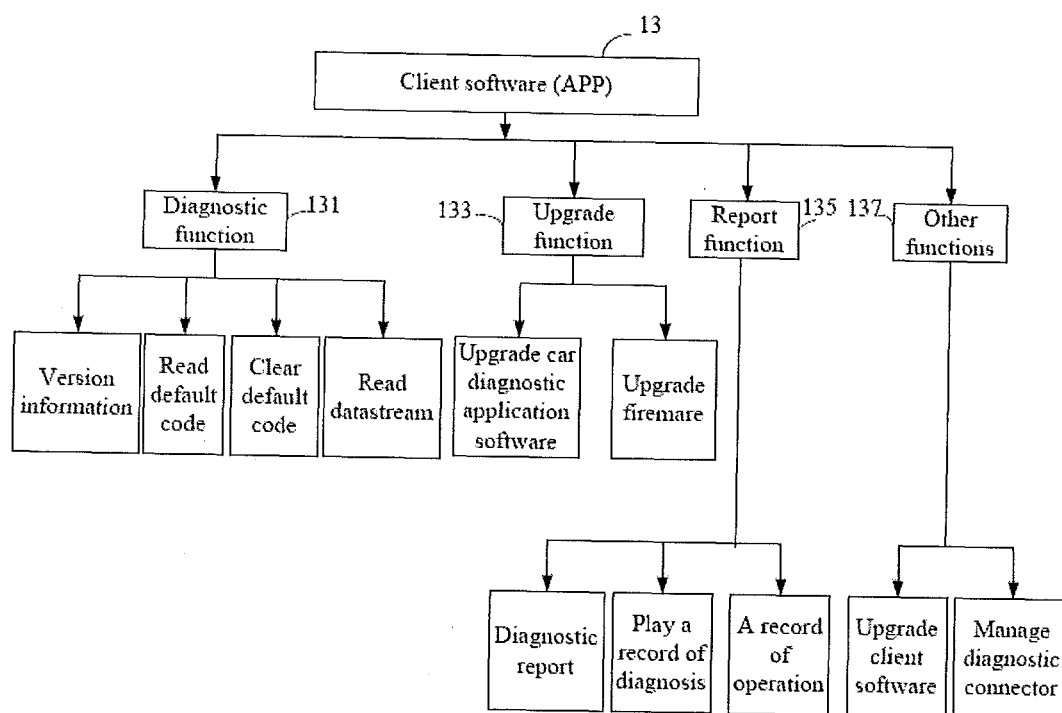 13
Client software (APP)
Diagnostic
function
131
133
Upgrade
function
Report
function
135
137
Other
functions
Version
information
Read
default
code
Clear
default
code
Read
datastream
Upgrade car
diagnostic
application
software
Upgrade
firemare
Diagnostic
report
Play a
record of
diagnosis
A record
of
operation
Upgrade
client
software
Manage
diagnostic
connector